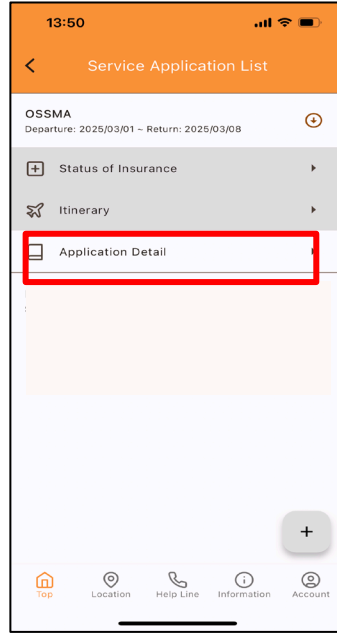 13:50
Service Application List
OSSMA
Departure: 2025/03/01 ~ Return: 2025/03/08
Status of Insurance
Itinerary
Application Detail
+
Top
Location
Help Line
Information
Account